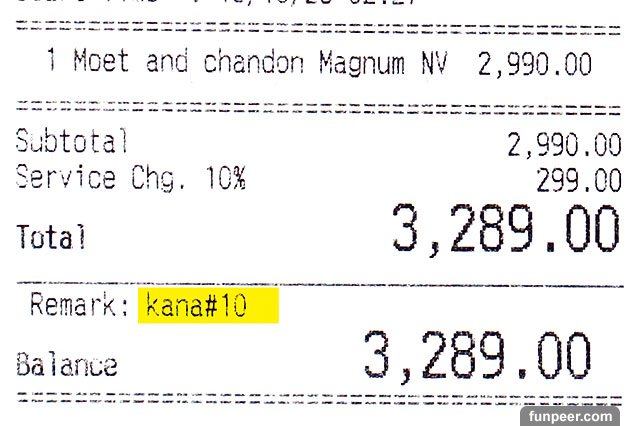 1 Moet and chandon Magnum NV 2,990.00
Subtotal 2,990.00
Service Chg. 10% 299.00
Total 3,289.00
Remark: kana#10
Balance 3,289.00
funpeer.com